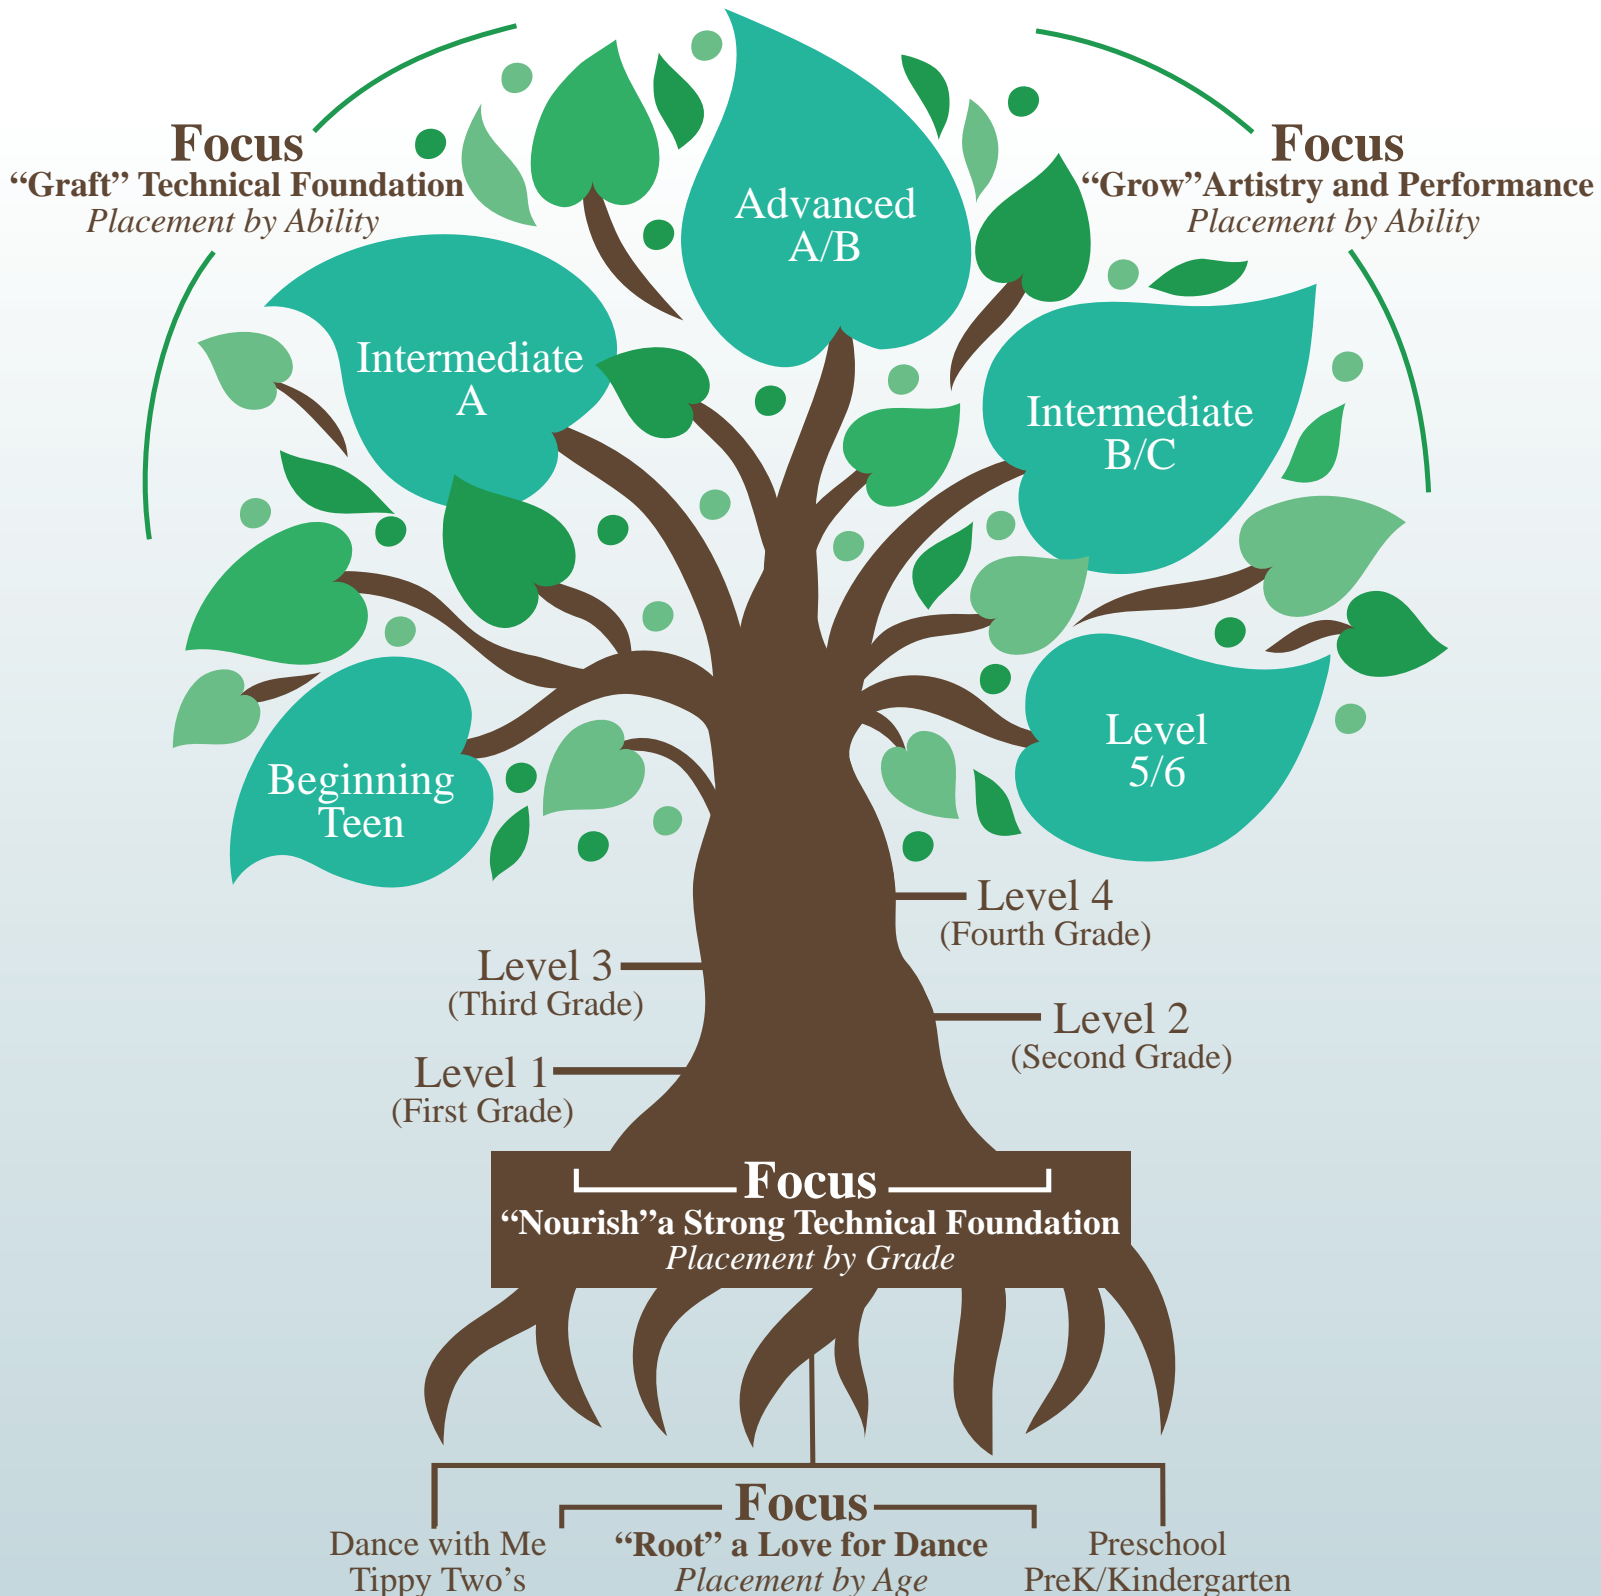 Focus
“Graft” Technical Foundation
Placement by Ability
Focus
“Grow”Artistry and Performance
Placement by Ability
Advanced
A/B
Intermediate
A
Intermediate
B/C
Beginning
Teen
Level
5/6
Level 4
(Fourth Grade)
Level 3
(Third Grade)
Level 2
(Second Grade)
Level 1
(First Grade)
Focus
“Nourish”a Strong Technical Foundation
Placement by Grade
Focus
“Root” a Love for Dance
Placement by Age
Dance with Me
Tippy Two’s
Preschool
PreK/Kindergarten